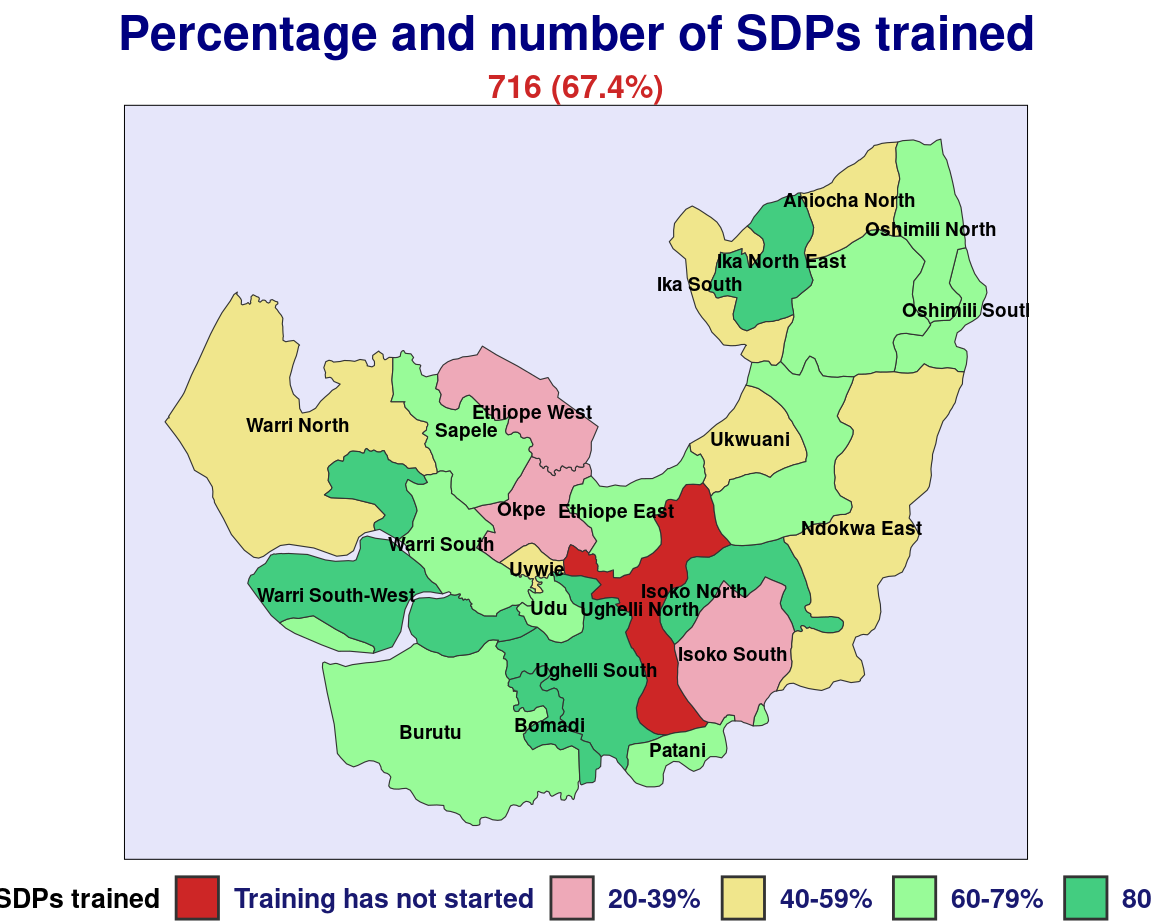 Percentage and number of SDPs trained
716 (67.4%)
Aniocha North
Oshimili North
Ika North East
Ika South
Oshimili South
Ethiope West
Warri North
Sapele
Ukwuani
Okpe
Ethiope East
Ndokwa East
Warri South
Uvwie
Isoko North
Warri South-West
Udu
Ughelli North
Isoko South
Ughelli South
Bomadi
Burutu
Patani
SDPs trained Training has not started 20-39% 40-59% 60-79% 80